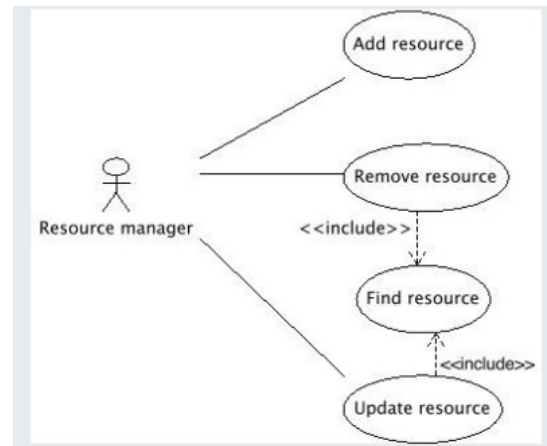 Add resource
Remove resource
Resource manager
<<include>>
Find resource
<<include>>
Update resource